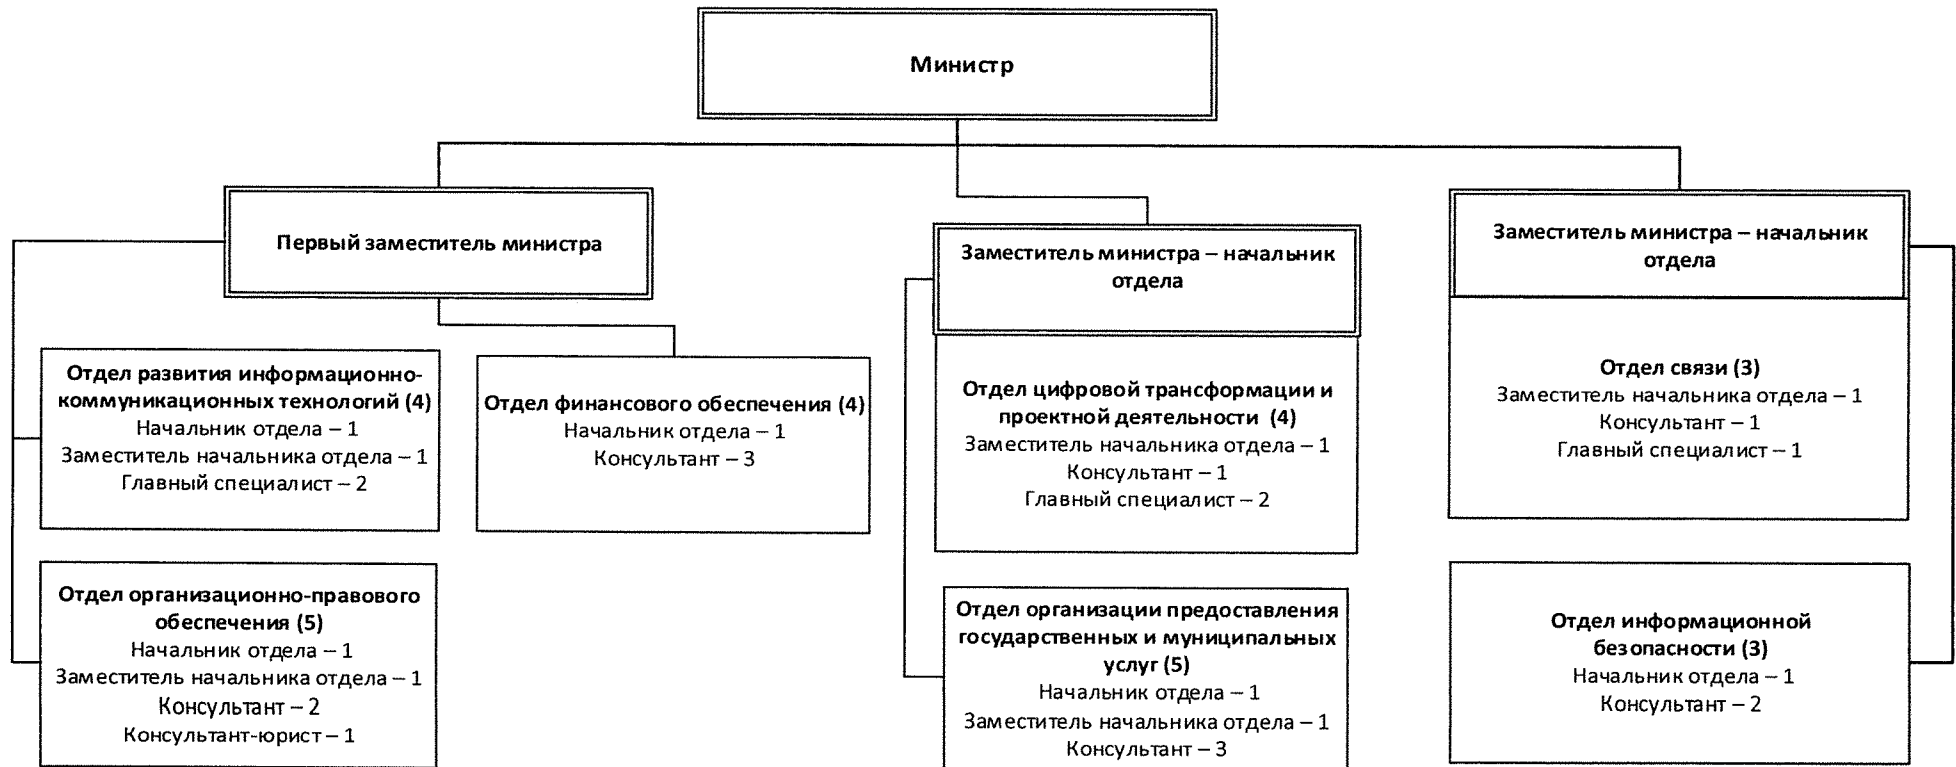 Министр
Первый заместитель министра
Заместитель министра – начальник
отдела
Заместитель министра – начальник
отдела
Отдел развития информационно-
коммуникационных технологий (4)
Начальник отдела – 1
Заместитель начальника отдела – 1
Главный специалист – 2
Отдел финансового обеспечения (4)
Начальник отдела – 1
Консультант – 3
Отдел цифровой трансформации и
проектной деятельности (4)
Заместитель начальника отдела – 1
Консультант – 1
Главный специалист – 2
Отдел связи (3)
Заместитель начальника отдела – 1
Консультант – 1
Главный специалист – 1
Отдел организационно-правового
обеспечения (5)
Начальник отдела – 1
Заместитель начальника отдела – 1
Консультант – 2
Консультант-юрист – 1
Отдел организации предоставления
государственных и муниципальных
услуг (5)
Начальник отдела – 1
Заместитель начальника отдела – 1
Консультант – 3
Отдел информационной
безопасности (3)
Начальник отдела – 1
Консультант – 2